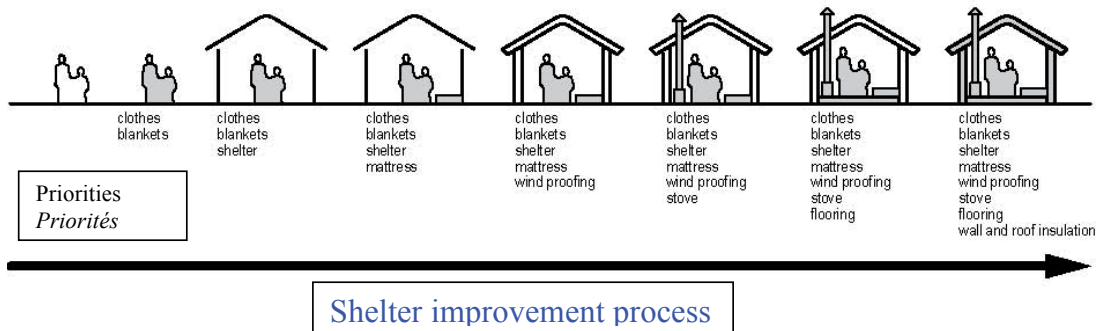 clothes
blankets
clothes
blankets
shelter
clothes
blankets
shelter
mattress
clothes
blankets
shelter
mattress
wind proofing
clothes
blankets
shelter
mattress
wind proofing
stove
clothes
blankets
shelter
mattress
wind proofing
stove
flooring
clothes
blankets
shelter
mattress
wind proofing
stove
flooring
wall and roof insulation
Priorities
Priorités
Shelter improvement process